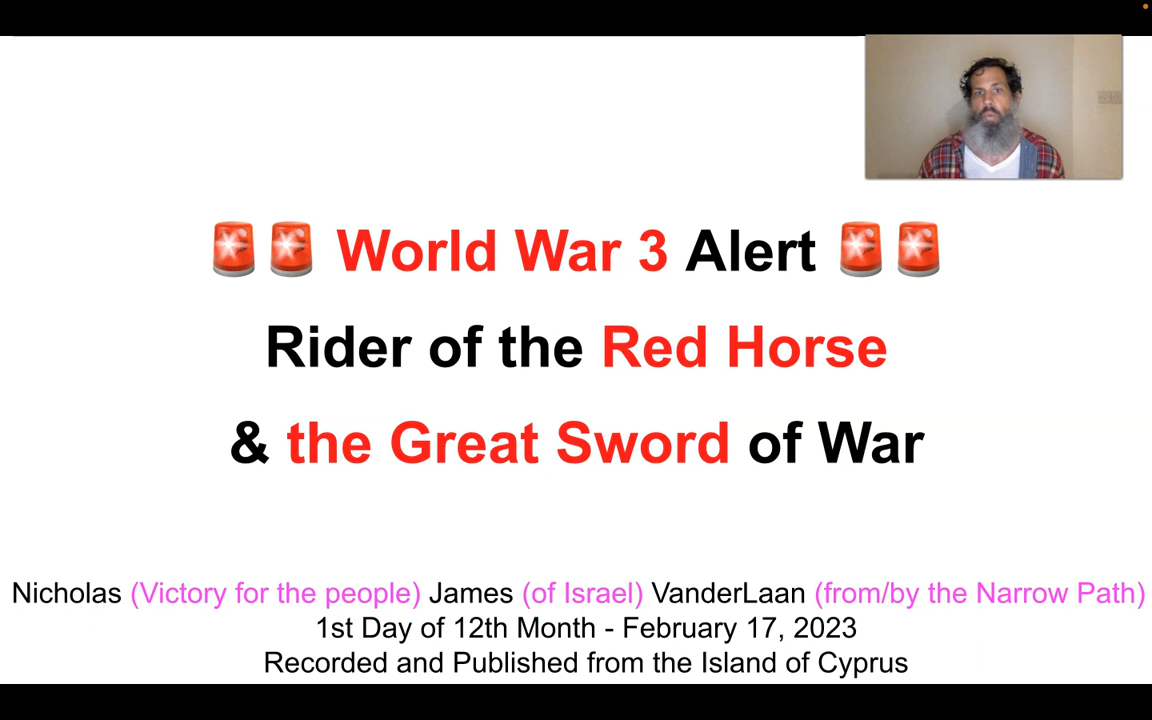 🚨🚨 World War 3 Alert 🚨🚨
Rider of the Red Horse
& the Great Sword of War
Nicholas (Victory for the people) James (of Israel) VanderLaan (from/by the Narrow Path)
1st Day of 12th Month - February 17, 2023
Recorded and Published from the Island of Cyprus